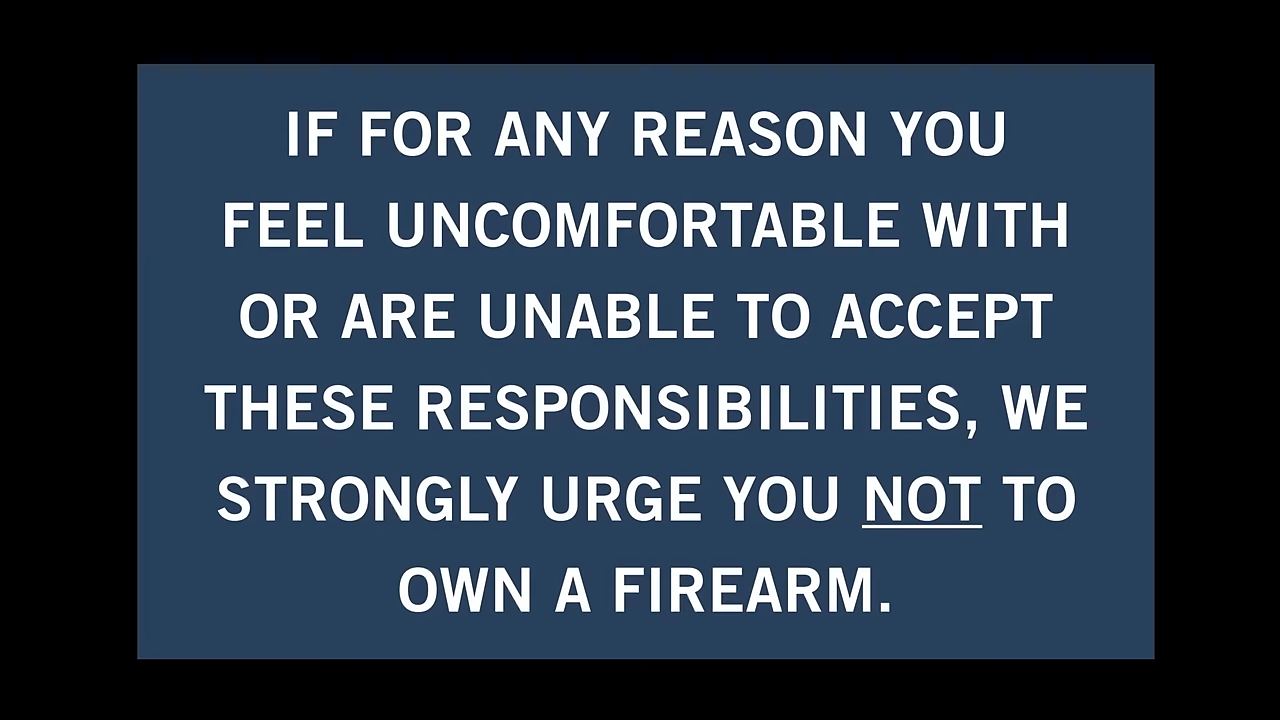 IF FOR ANY REASON YOU
FEEL UNCOMFORTABLE WITH
OR ARE UNABLE TO ACCEPT
THESE RESPONSIBILITIES, WE
STRONGLY URGE YOU NOT TO
OWN A FIREARM.